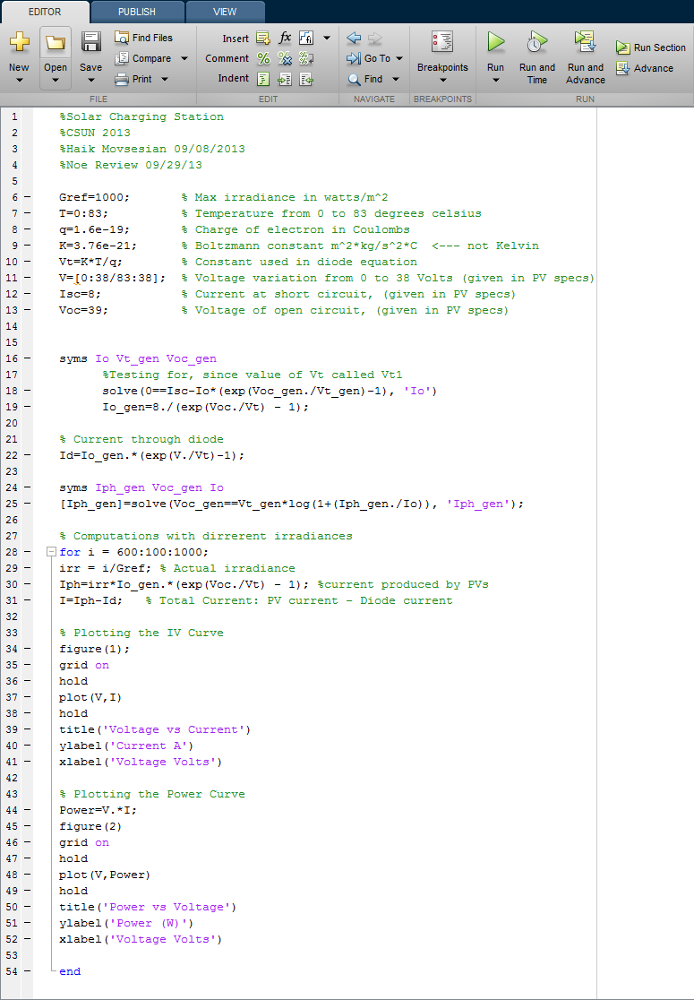 EDITOR PUBLISH VIEW
New Open Save
Find Files
Compare
Print
Insert fx
Comment
Indent
Go To
Find
Breakpoints
Run
Run and Time
Run and Advance
Run Section
Advance
FILE EDIT NAVIGATE BREAKPOINTS RUN
1 %Solar Charging Station
2 %CSUN 2013
3 %Haik Movsesian 09/08/2013
4 %Noe Review 09/29/13
5
6 – Gref=1000; % Max irradiance in watts/m^2
7 – T=0:83; % Temperature from 0 to 83 degrees celsius
8 – q=1.6e-19; % Charge of electron in Coulombs
9 – K=3.76e-21; % Boltzmann constant m^2*kg/s^2*C <--- not Kelvin
10 – Vt=K*T/q; % Constant used in diode equation
11 – V=[0:38/83:38]; % Voltage variation from 0 to 38 Volts (given in PV specs)
12 – Isc=8; % Current at short circuit, (given in PV specs)
13 – Voc=39; % Voltage of open circuit, (given in PV specs)
14
15
16 – syms Io Vt_gen Voc_gen
17 %Testing for, since value of Vt called Vt1
18 – solve(0==Isc-Io*(exp(Voc_gen./Vt_gen)-1), 'Io')
19 – Io_gen=8./(exp(Voc./Vt) - 1);
20
21 % Current through diode
22 – Id=Io_gen.*(exp(V./Vt)-1);
23
24 – syms Iph_gen Voc_gen Io
25 – [Iph_gen]=solve(Voc_gen==Vt_gen*log(1+(Iph_gen./Io)), 'Iph_gen');
26
27 % Computations with dirrerent irradiances
28 – for i = 600:100:1000;
29 – irr = i/Gref; % Actual irradiance
30 – Iph=irr*Io_gen.*(exp(Voc./Vt) - 1); %current produced by PVs
31 – I=Iph-Id; % Total Current: PV current - Diode current
32
33 % Plotting the IV Curve
34 – figure(1);
35 – grid on
36 – hold
37 – plot(V,I)
38 – hold
39 – title('Voltage vs Current')
40 – ylabel('Current A')
41 – xlabel('Voltage Volts')
42
43 % Plotting the Power Curve
44 – Power=V.*I;
45 – figure(2)
46 – grid on
47 – hold
48 – plot(V,Power)
49 – hold
50 – title('Power vs Voltage')
51 – ylabel('Power (W)')
52 – xlabel('Voltage Volts')
53
54 – end